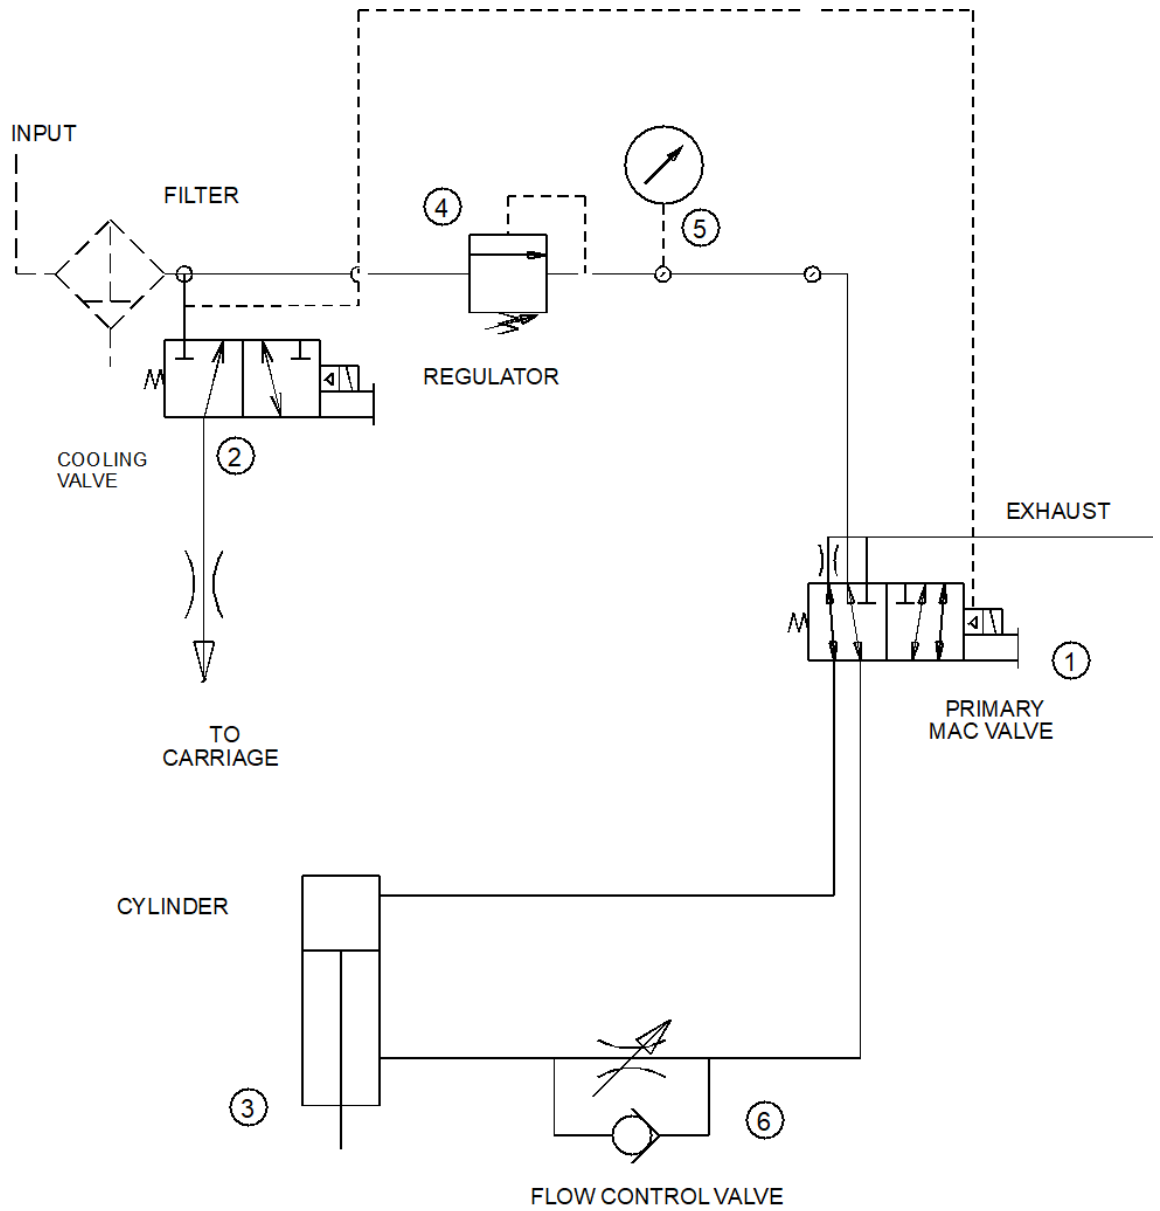 INPUT
FILTER
4
5
REGULATOR
COOLING
VALVE
2
EXHAUST
1
PRIMARY
MAC VALVE
TO
CARRIAGE
CYLINDER
3
6
FLOW CONTROL VALVE